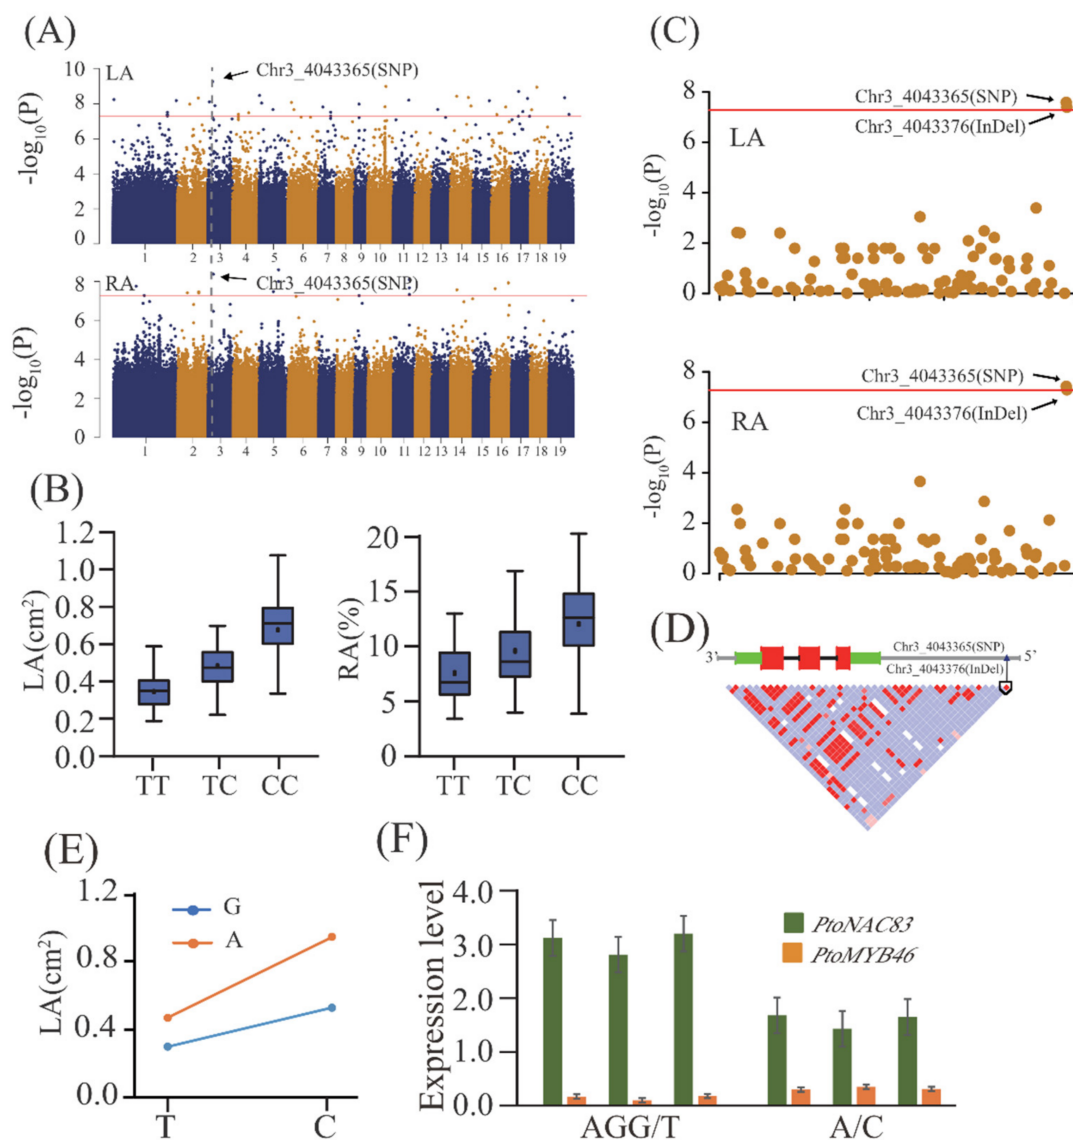 (A)
LA
Chr3_4043365(SNP)
-log10(P)
10
8
6
4
2
0
1 2 3 4 5 6 7 8 9 10 11 12 13 14 15 16 17 18 19
RA
Chr3_4043365(SNP)
-log10(P)
8
6
4
2
0
1 2 3 4 5 6 7 8 9 10 11 12 13 14 15 16 17 18 19
(B)
LA(cm2)
1.2
1.0
0.8
0.6
0.4
0.2
0.0
TT TC CC
RA(%)
20
15
10
5
0
TT TC CC
(C)
-log10(P)
8
6
4
2
0
Chr3_4043365(SNP)
Chr3_4043376(InDel)
LA
-log10(P)
8
6
4
2
0
Chr3_4043365(SNP)
Chr3_4043376(InDel)
RA
(D)
3’
Chr3_4043365(SNP)
5’
Chr3_4043376(InDel)
(E)
LA(cm2)
1.2
0.8
0.4
0.0
G
A
T C
(F)
Expression level
4.0
3.0
2.0
1.0
0.0
PtoNAC83
PtoMYB46
AGG/T A/C